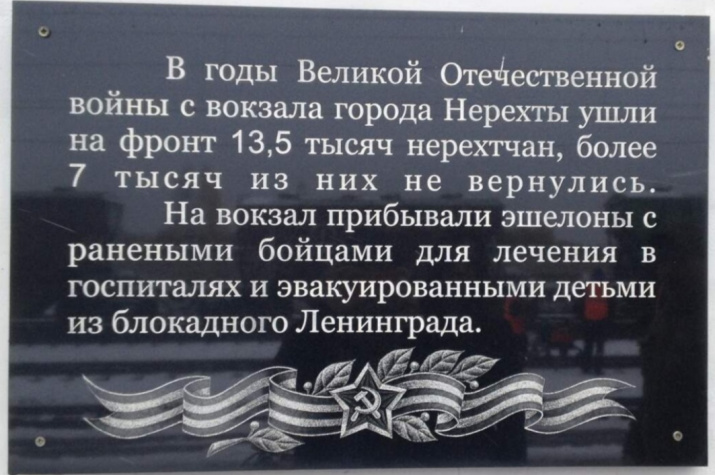 В годы Великой Отечественной
войны с вокзала города Нерехты ушли
на фронт 13,5 тысяч нерехтчан, более
7 тысяч из них не вернулись.
На вокзал прибывали эшелоны с
ранеными бойцами для лечения в
госпиталях и эвакуированными детьми
из блокадного Ленинграда.